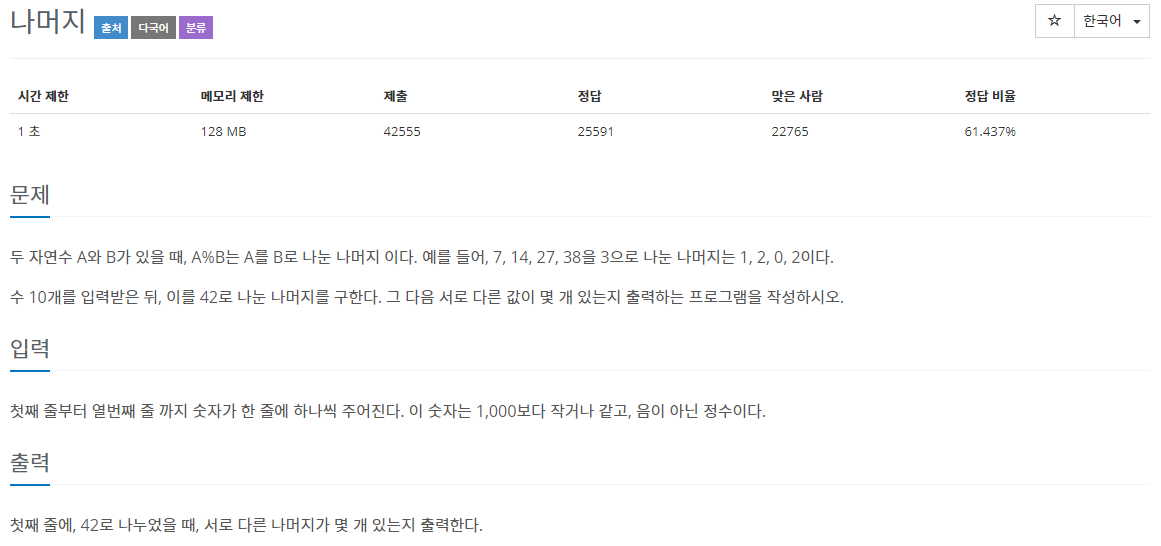 나머지 출처 다국어 분류 ☆ 한국어
시간 제한 메모리 제한 제출 정답 맞은 사람 정답 비율
1 초 128 MB 42555 25591 22765 61.437%
문제
두 자연수 A와 B가 있을 때, A%B는 A를 B로 나눈 나머지 이다. 예를 들어, 7, 14, 27, 38을 3으로 나눈 나머지는 1, 2, 0, 2이다.
수 10개를 입력받은 뒤, 이를 42로 나눈 나머지를 구한다. 그 다음 서로 다른 값이 몇 개 있는지 출력하는 프로그램을 작성하시오.
입력
첫째 줄부터 열번째 줄 까지 숫자가 한 줄에 하나씩 주어진다. 이 숫자는 1,000보다 작거나 같고, 음이 아닌 정수이다.
출력
첫째 줄에, 42로 나누었을 때, 서로 다른 나머지가 몇 개 있는지 출력한다.